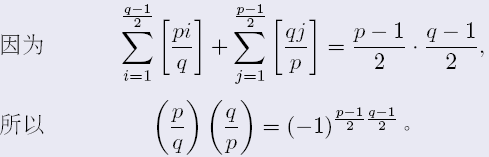 因为 $\sum_{i=1}^{\frac{q-1}{2}} \left[ \frac{pi}{q} \right] + \sum_{j=1}^{\frac{p-1}{2}} \left[ \frac{qj}{p} \right] = \frac{p-1}{2} \cdot \frac{q-1}{2},$
所以 $\left( \frac{p}{q} \right) \left( \frac{q}{p} \right) = (-1)^{\frac{p-1}{2} \frac{q-1}{2}}$ 。